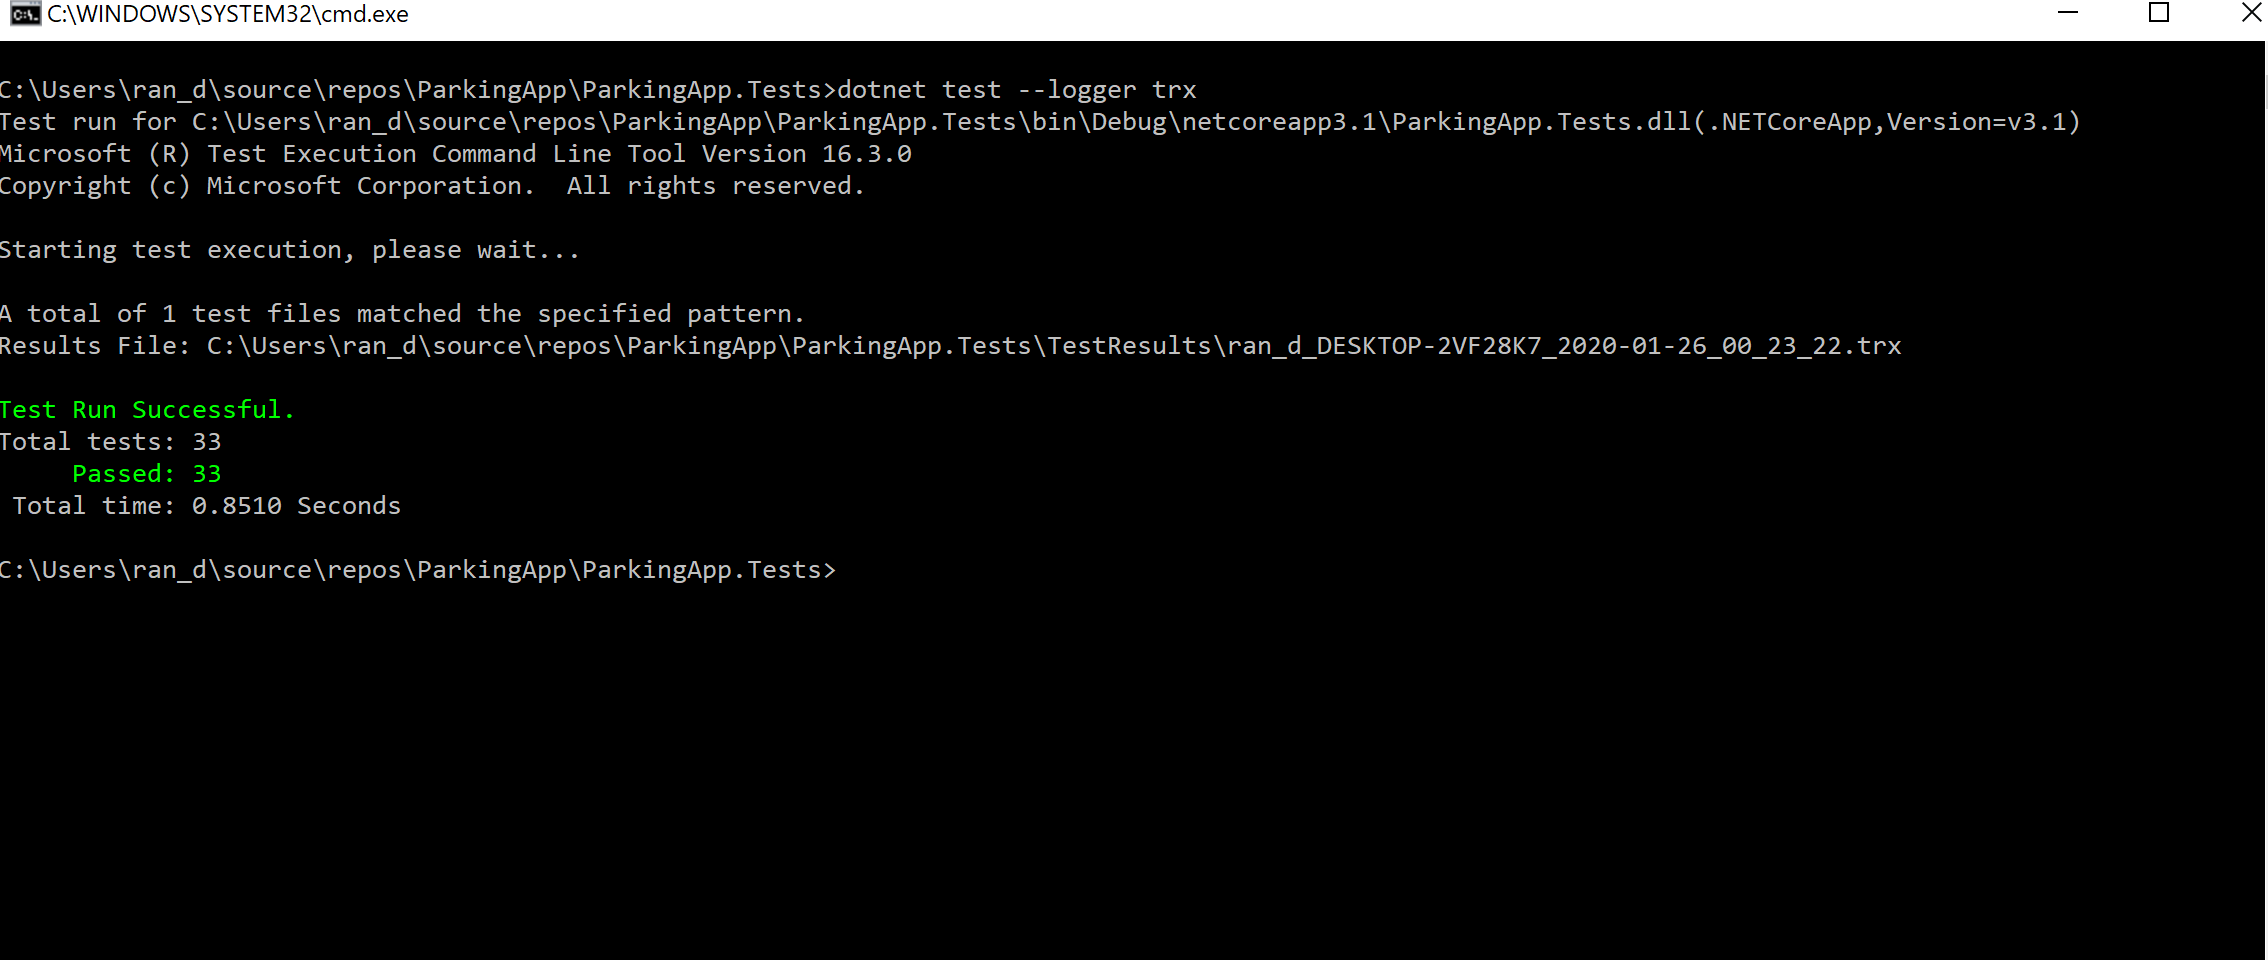 C:\WINDOWS\SYSTEM32\cmd.exe
C:\Users\ran_d\source\repos\ParkingApp\ParkingApp.Tests>dotnet test --logger trx
Test run for C:\Users\ran_d\source\repos\ParkingApp\ParkingApp.Tests\bin\Debug\netcoreapp3.1\ParkingApp.Tests.dll(.NETCoreApp,Version=v3.1)
Microsoft (R) Test Execution Command Line Tool Version 16.3.0
Copyright (c) Microsoft Corporation.  All rights reserved.
Starting test execution, please wait...
A total of 1 test files matched the specified pattern.
Results File: C:\Users\ran_d\source\repos\ParkingApp\ParkingApp.Tests\TestResults\ran_d_DESKTOP-2VF28K7_2020-01-26_00_23_22.trx
Test Run Successful.
Total tests: 33
Passed: 33
Total time: 0.8510 Seconds
C:\Users\ran_d\source\repos\ParkingApp\ParkingApp.Tests>